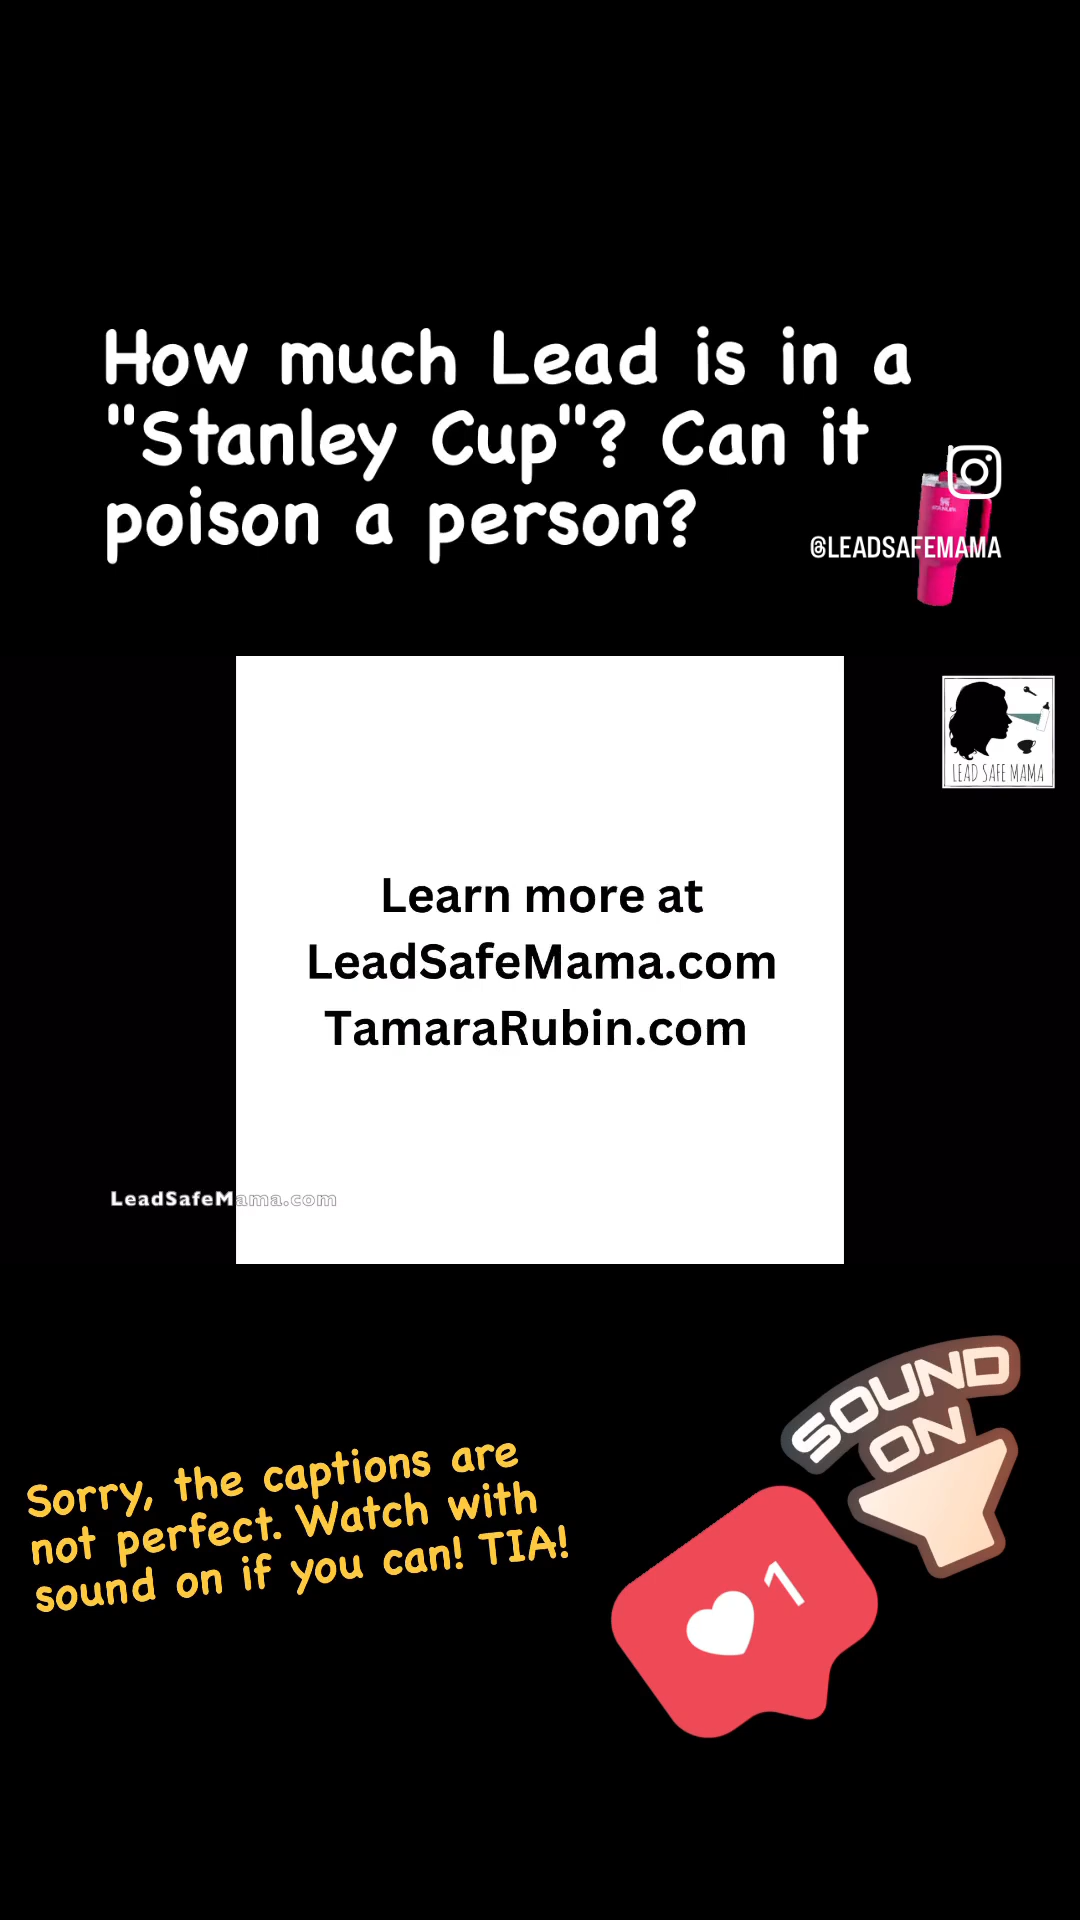 How much Lead is in a
"Stanley Cup"? Can it
poison a person?
@LEADSAFEMAMA
LEAD SAFE MAMA
Learn more at
LeadSafeMama.com
TamaraRubin.com
LeadSafeMama.com
SOUND
ON
Sorry, the captions are
not perfect. Watch with
sound on if you can! TIA!
1